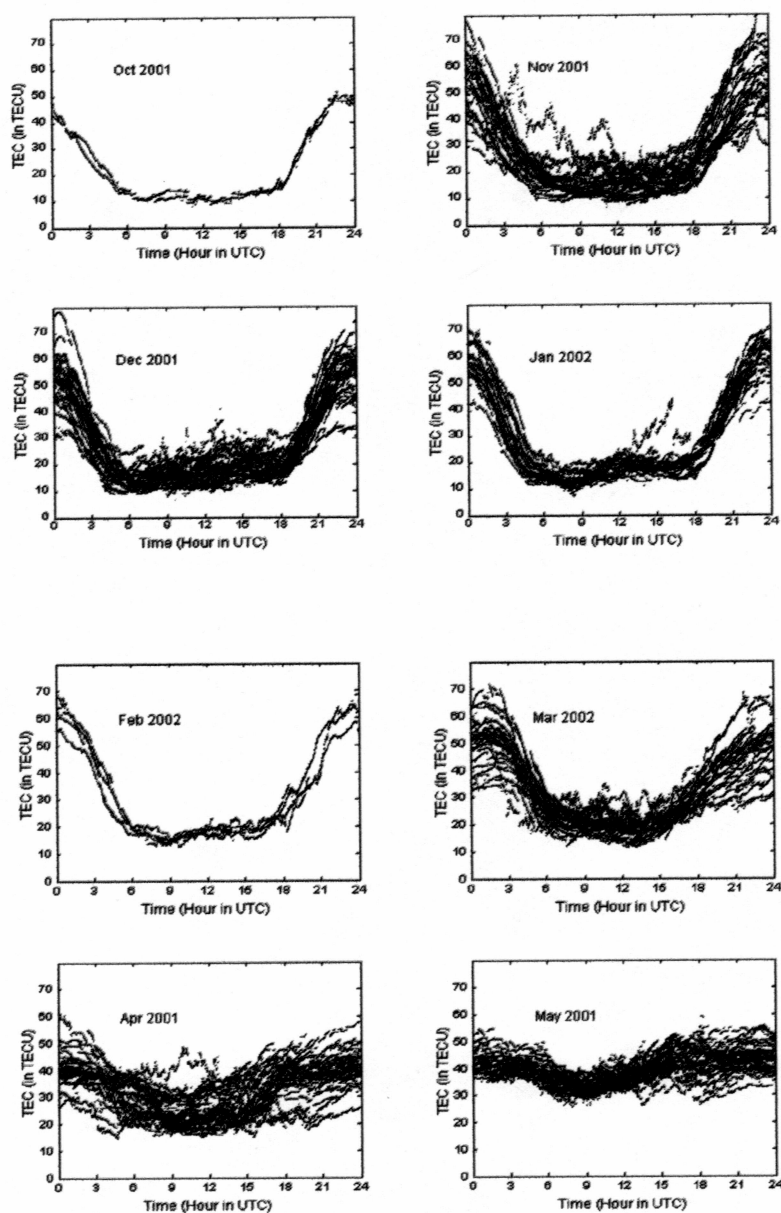 TEC (in TECU)
70
60
50
40
30
20
10
0
Oct 2001
0 3 6 9 12 15 18 21 24
Time (Hour in UTC)
TEC (in TECU)
70
60
50
40
30
20
10
0
Nov 2001
0 3 6 9 12 15 18 21 24
Time (Hour in UTC)
TEC (in TECU)
70
60
50
40
30
20
10
0
Dec 2001
0 3 6 9 12 15 18 21 24
Time (Hour in UTC)
TEC (in TECU)
70
60
50
40
30
20
10
0
Jan 2002
0 3 6 9 12 15 18 21 24
Time (Hour in UTC)
TEC (in TECU)
70
60
50
40
30
20
10
0
Feb 2002
0 3 6 9 12 15 18 21 24
Time (Hour in UTC)
TEC (in TECU)
70
60
50
40
30
20
10
0
Mar 2002
0 3 6 9 12 15 18 21 24
Time (Hour in UTC)
TEC (in TECU)
70
60
50
40
30
20
10
0
Apr 2001
0 3 6 9 12 15 18 21 24
Time (Hour in UTC)
TEC (in TECU)
70
60
50
40
30
20
10
0
May 2001
0 3 6 9 12 15 18 21 24
Time (Hour in UTC)